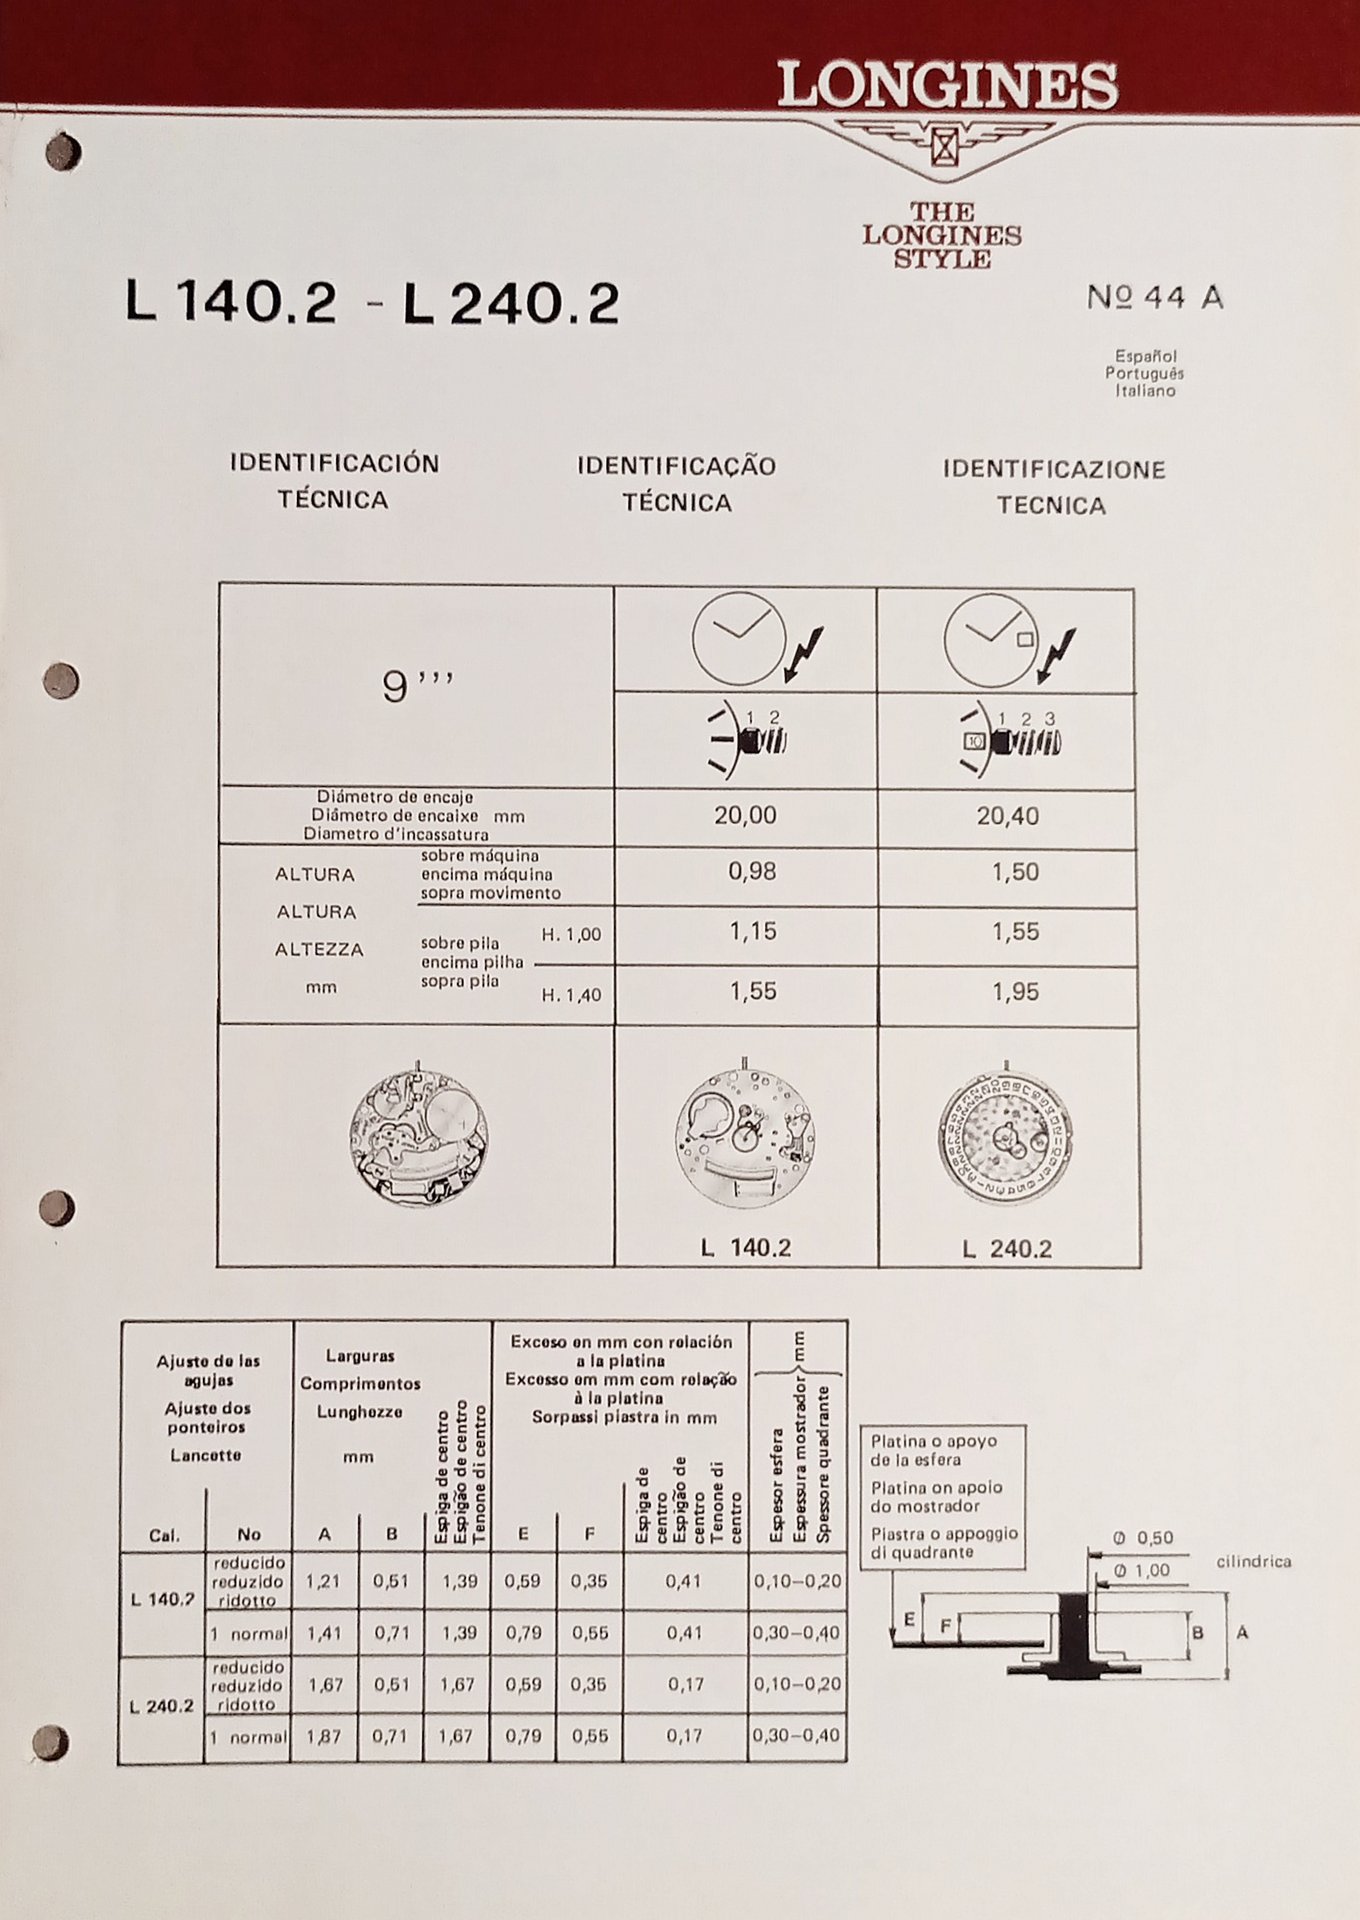 LONGINES
THE
LONGINES
STYLE
L 140.2 - L 240.2
Nº 44 A
Español
Português
Italiano
IDENTIFICACIÓN
TÉCNICA
IDENTIFICAÇÃO
TÉCNICA
IDENTIFICAZIONE
TECNICA
9'''
1 2
10 1 2 3
Diámetro de encaje
Diâmetro de encaixe mm
Diametro d'incassatura
20,00 20,40
ALTURA
ALTURA
ALTEZZA
mm
sobre máquina
encima máquina
sopra movimento
0,98 1,50
sobre pila
encima pilha
sopra pila
H. 1,00 1,15 1,55
H. 1,40 1,55 1,95
L 140.2
L 240.2
Ajuste de las
agujas
Ajuste dos
ponteiros
Lancette
Larguras
Comprimentos
Lunghezze
mm
Espiga de centro
Espigão de centro
Tenone di centro
Exceso en mm con relación
a la platina
Excesso em mm com relação
à la platina
Sorpassi piastra in mm
Espiga de
centro
Espigão de
centro
Tenone di
centro
Espesor esfera
Espessura mostrador
Spessore quadrante
mm
Cal. No A B E F
L 140.2
reducido
reduzido
ridotto
1,21 0,51 1,39 0,59 0,35 0,41 0,10—0,20
1 normal 1,41 0,71 1,39 0,79 0,55 0,41 0,30—0,40
L 240.2
reducido
reduzido
ridotto
1,67 0,51 1,67 0,59 0,35 0,17 0,10—0,20
1 normal 1,87 0,71 1,67 0,79 0,55 0,17 0,30—0,40
Platina o apoyo
de la esfera
Platina on apoio
do mostrador
Piastra o appoggio
di quadrante
Ø 0,50
Ø 1,00
cilindrica
E
F
B
A